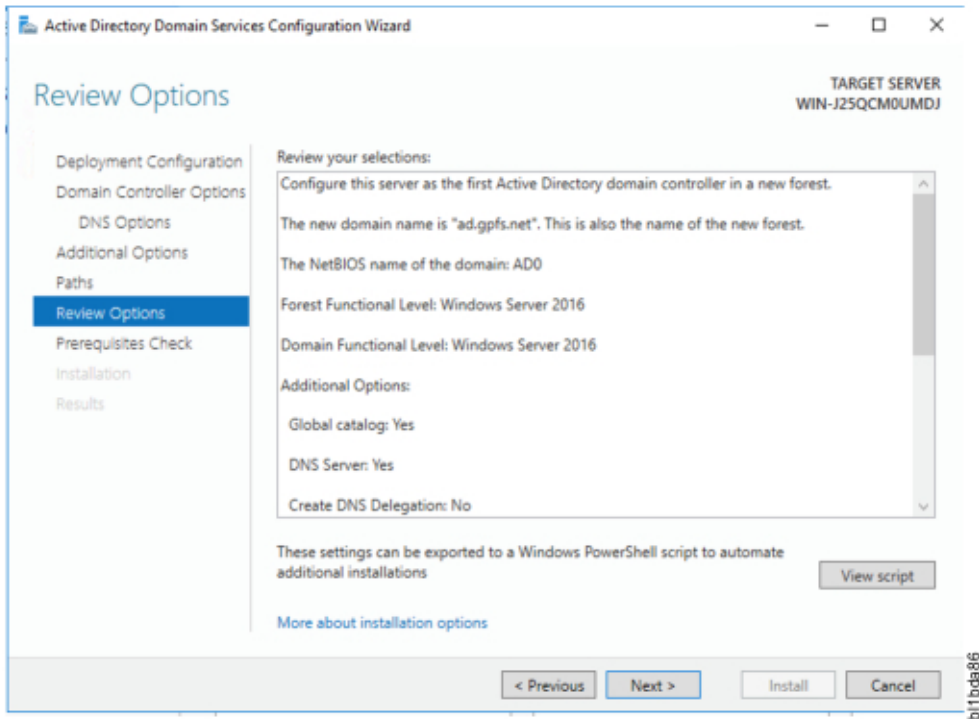 Active Directory Domain Services Configuration Wizard
Review Options
TARGET SERVER
WIN-J25QCM0UMDJ
Deployment Configuration
Domain Controller Options
DNS Options
Additional Options
Paths
Review Options
Prerequisites Check
Installation
Results
Review your selections:
Configure this server as the first Active Directory domain controller in a new forest.
The new domain name is "ad.gpfs.net". This is also the name of the new forest.
The NetBIOS name of the domain: AD0
Forest Functional Level: Windows Server 2016
Domain Functional Level: Windows Server 2016
Additional Options:
Global catalog: Yes
DNS Server: Yes
Create DNS Delegation: No
These settings can be exported to a Windows PowerShell script to automate
additional installations
View script
More about installation options
< Previous
Next >
Install
Cancel